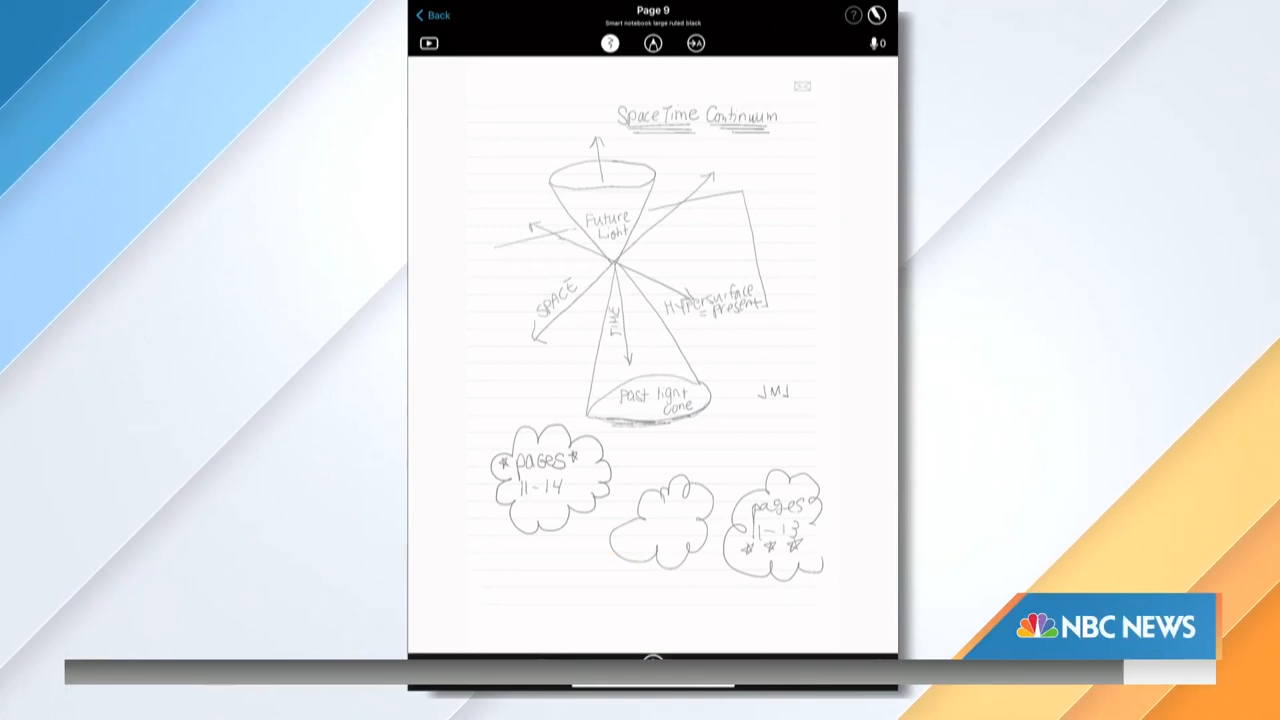 Back
Page 9
Smart notebook large ruled black
?
A
0
SpaceTime Continuum
Future
Light
SPACE
TIME
Hypersurface
= present
past light
cone
JMJ
*pages*
11-14
pages
11-13
NBC NEWS